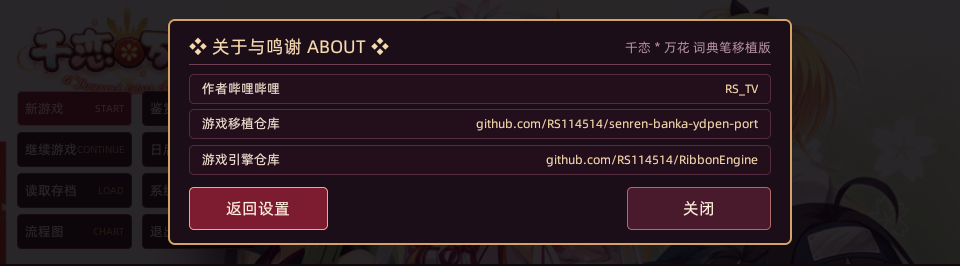 ❖ 关于与鸣谢 ABOUT ❖
千恋 * 万花 词典笔移植版
作者哔哩哔哩 RS_TV
游戏移植仓库 github.com/RS114514/senren-banka-ydpen-port
游戏引擎仓库 github.com/RS114514/RibbonEngine
返回设置 关闭
千恋
新游戏 START
继续游戏 CONTINUE
读取存档 LOAD
流程图 CHART